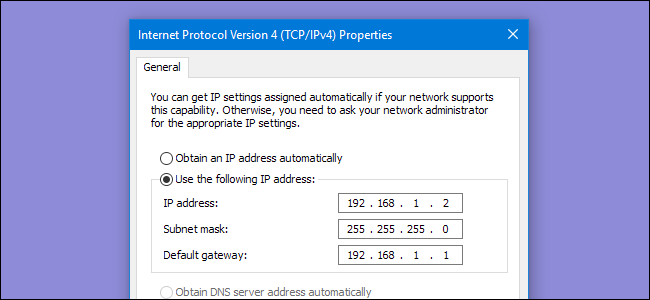 Internet Protocol Version 4 (TCP/IPv4) Properties
General
You can get IP settings assigned automatically if your network supports
this capability. Otherwise, you need to ask your network administrator
for the appropriate IP settings.
Obtain an IP address automatically
Use the following IP address:
IP address: 192 . 168 . 1 . 2
Subnet mask: 255 . 255 . 255 . 0
Default gateway: 192 . 168 . 1 . 1
Obtain DNS server address automatically